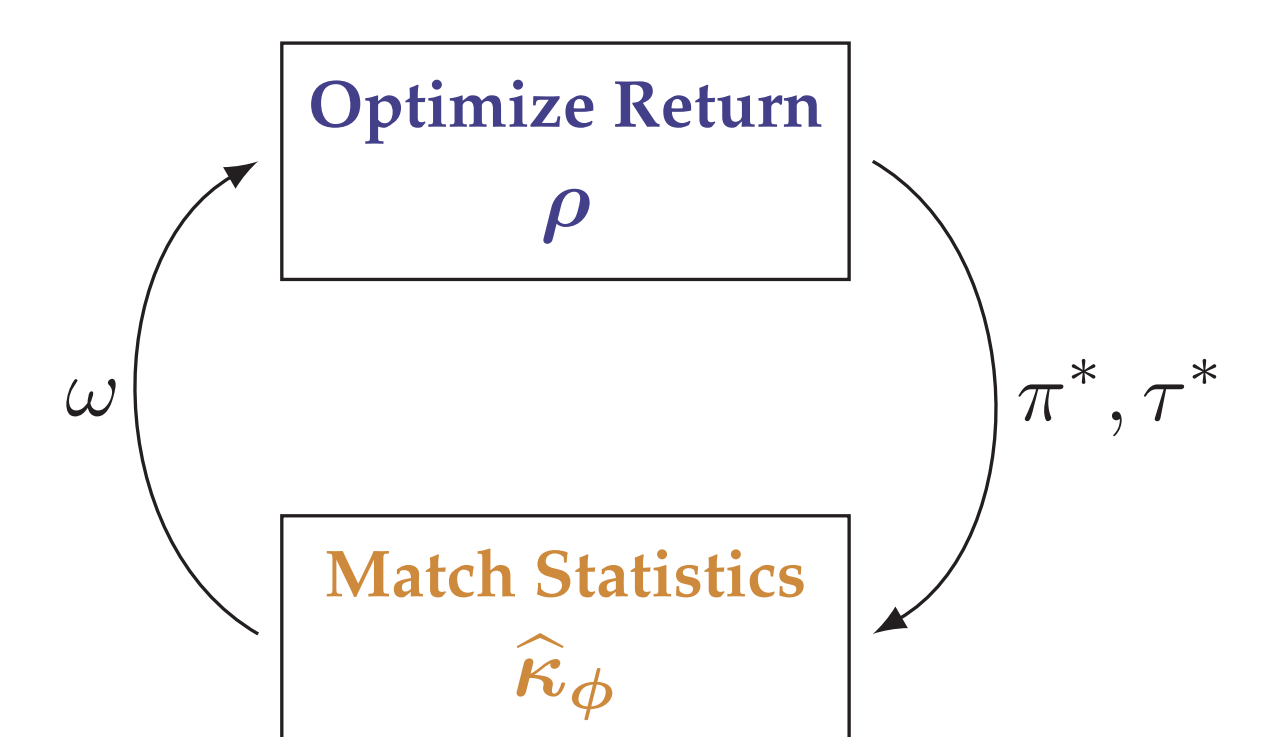 Optimize Return
ρ
ω
π*, τ*
Match Statistics
κ̂_ϕ